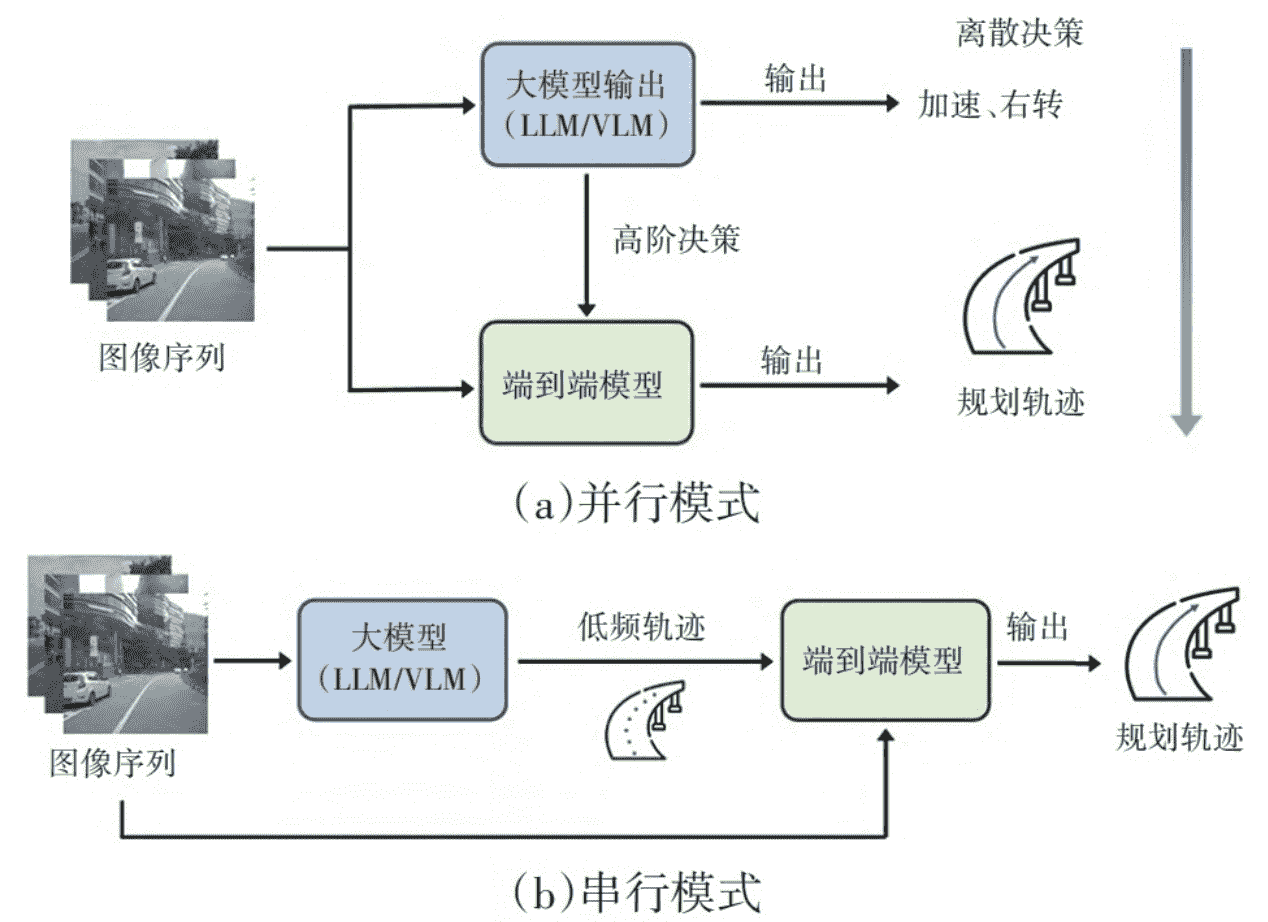 离散决策
大模型输出
(LLM/VLM)
输出
加速、右转
高阶决策
图像序列
端到端模型
输出
规划轨迹
(a)并行模式
大模型
(LLM/VLM)
低频轨迹
端到端模型
输出
规划轨迹
图像序列
(b)串行模式